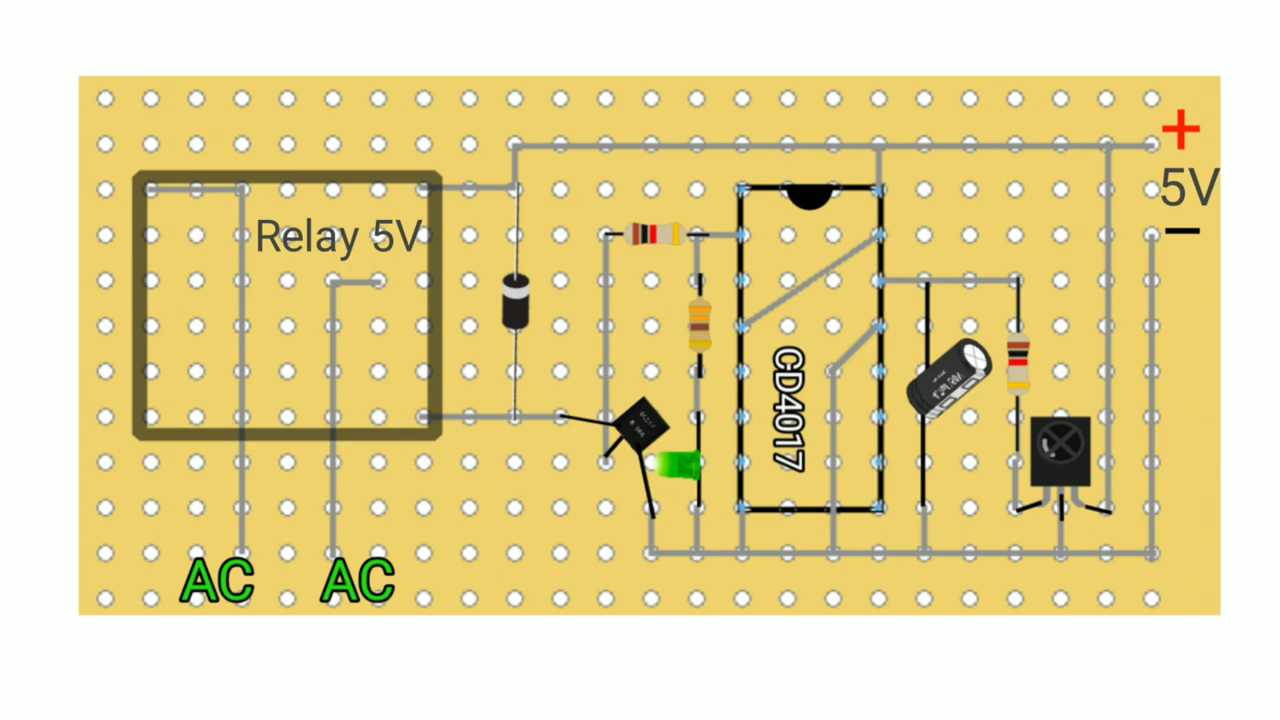 +
5V
−
Relay 5V
CD4017
AC AC